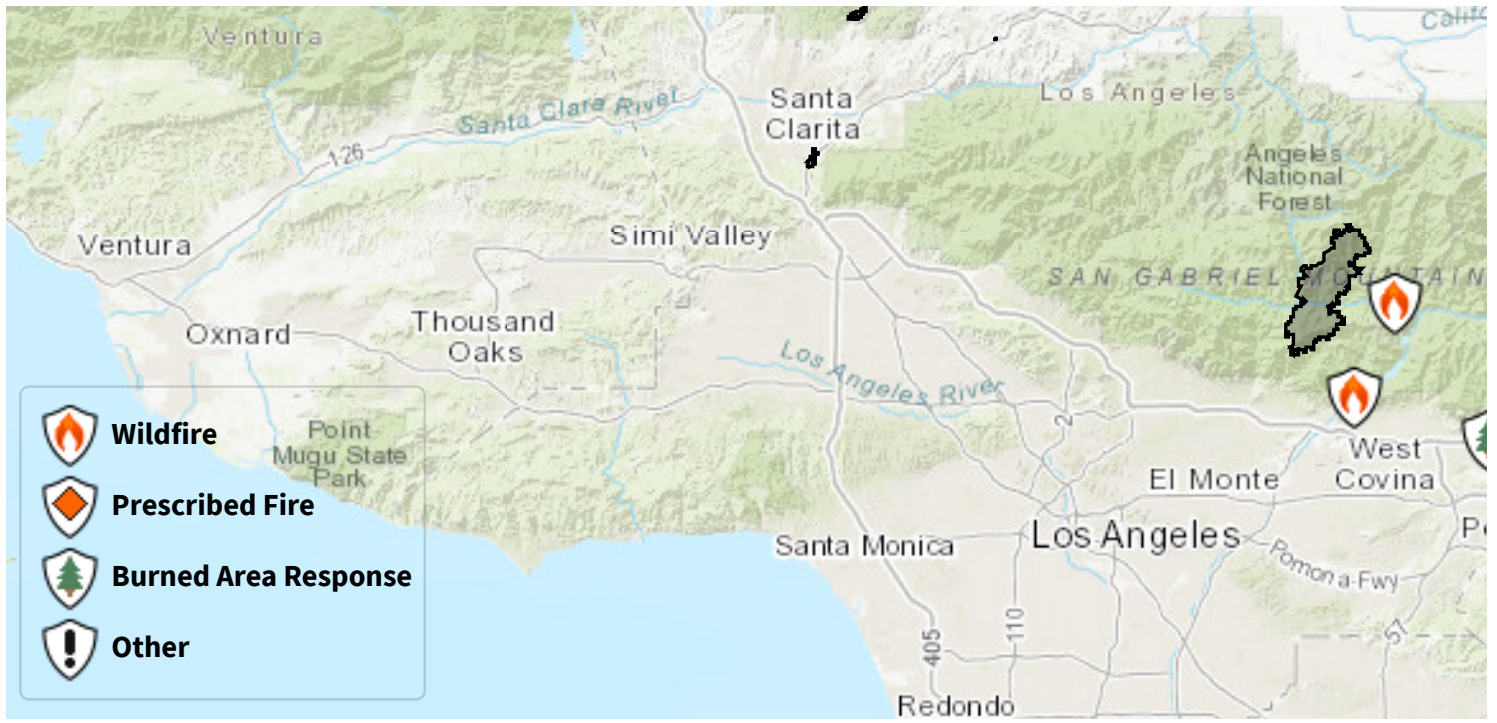 Ventura
Santa Clara River
Santa
Clarita
Los Angeles
126
Angeles
National
Forest
Ventura
Simi Valley
SAN GABRIEL MOUNTAIN
Oxnard
Thousand
Oaks
Los Angeles River
2
Point
Mugu State
Park
West
Covina
El Monte
Santa Monica
Los Angeles
Pomona-Fwy
405
110
57
Redondo
Wildfire
Prescribed Fire
Burned Area Response
Other